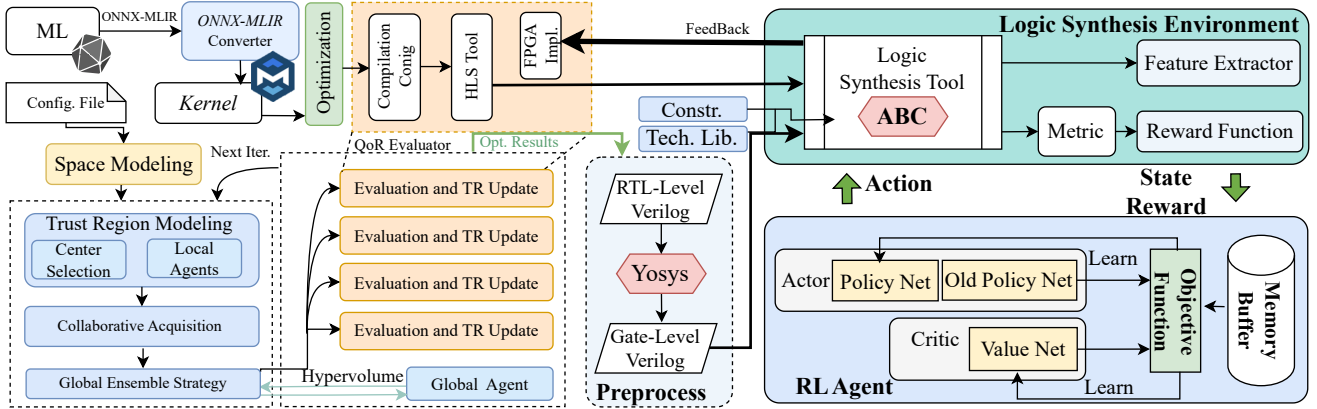 ML
ONNX-MLIR
ONNX-MLIR
Converter
Kernel
Config. File
Space Modeling
Next Iter.
Trust Region Modeling
Center
Selection
Local
Agents
Collaborative Acquisition
Global Ensemble Strategy
Optimization
Compilation
Conig
HLS Tool
FPGA
Impl.
QoR Evaluator
Opt. Results
Evaluation and TR Update
Evaluation and TR Update
Evaluation and TR Update
Evaluation and TR Update
Hypervolume
Global Agent
FeedBack
Constr.
Tech. Lib.
RTL-Level
Verilog
Yosys
Gate-Level
Verilog
Preprocess
Logic Synthesis Environment
Logic
Synthesis Tool
ABC
Feature Extractor
Metric
Reward Function
Action
State
Reward
Actor
Policy Net
Old Policy Net
Learn
Critic
Value Net
Learn
Objective
Function
Memory
Buffer
RL Agent